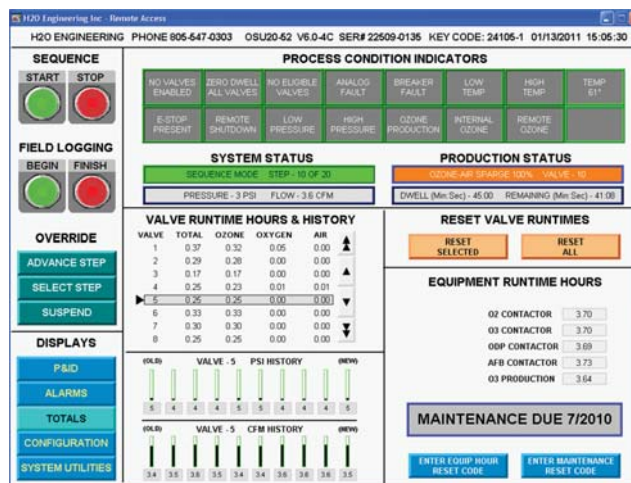 H2O Engineering Inc - Remote Access
H2O ENGINEERING PHONE 805-547-0303 OSU20-52 V6.0-4C SER# 22509-0135 KEY CODE: 24105-1 01/13/2011 15:05:30
SEQUENCE
START STOP
FIELD LOGGING
BEGIN FINISH
OVERRIDE
ADVANCE STEP
SELECT STEP
SUSPEND
DISPLAYS
P&ID
ALARMS
TOTALS
CONFIGURATION
SYSTEM UTILITIES
PROCESS CONDITION INDICATORS
NO VALVES ENABLED
ZERO DWELL ALL VALVES
NO ELIGIBLE VALVES
ANALOG FAULT
BREAKER FAULT
LOW TEMP
HIGH TEMP
TEMP 61°
E-STOP PRESENT
REMOTE SHUTDOWN
LOW PRESSURE
HIGH PRESSURE
OZONE PRODUCTION
INTERNAL OZONE
REMOTE OZONE
SYSTEM STATUS
SEQUENCE MODE STEP - 10 OF 20
PRESSURE - 3 PSI FLOW - 3.6 CFM
PRODUCTION STATUS
OZONE-AIR SPARGE 100% VALVE - 10
DWELL (Min:Sec) - 45:00 REMAINING (Min:Sec) - 41:08
VALVE RUNTIME HOURS & HISTORY
VALVE TOTAL OZONE OXYGEN AIR
1 0.37 0.32 0.05 0.00
2 0.29 0.28 0.00 0.00
3 0.17 0.17 0.00 0.00
4 0.25 0.23 0.01 0.01
5 0.25 0.25 0.00 0.00
6 0.33 0.33 0.00 0.00
7 0.30 0.30 0.00 0.00
8 0.25 0.25 0.00 0.00
(OLD) VALVE - 5 PSI HISTORY (NEW)
5 4 4 4 4 4 4 4 4 5
(OLD) VALVE - 5 CFM HISTORY (NEW)
3.4 3.5 3.6 3.5 3.4 3.4 3.6 3.6 3.6 3.5
RESET VALVE RUNTIMES
RESET SELECTED
RESET ALL
EQUIPMENT RUNTIME HOURS
O2 CONTACTOR 3.70
O3 CONTACTOR 3.70
ODP CONTACTOR 3.69
AFB CONTACTOR 3.73
O3 PRODUCTION 3.64
MAINTENANCE DUE 7/2010
ENTER EQUIP HOUR RESET CODE
ENTER MAINTENANCE RESET CODE